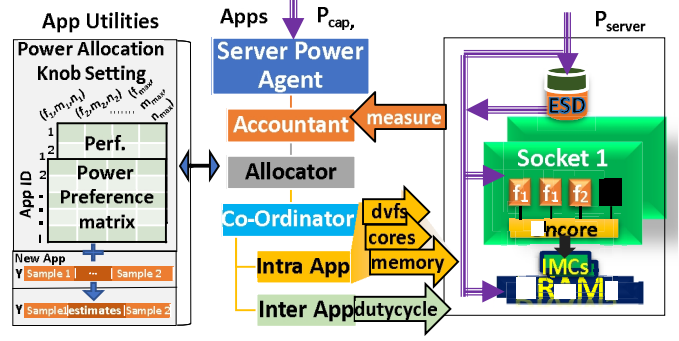 App Utilities
Power Allocation
Knob Setting
(f₁,m₁,n₁)
(f₂,m₂,n₂)
.......
(fmax,
mmax,
nmax)
App ID
1
1
2
2
Perf.
Power
Preference
matrix
New App
Y Sample 1 ... Sample 2
Y Sample1 estimates Sample 2
Apps
Pcap,
Server Power
Agent
Accountant
measure
Allocator
Co-Ordinator
dvfs
cores
memory
Intra App
Inter App
dutycycle
Pserver
ESD
Socket 1
f₁ f₁ f₂
IMCs